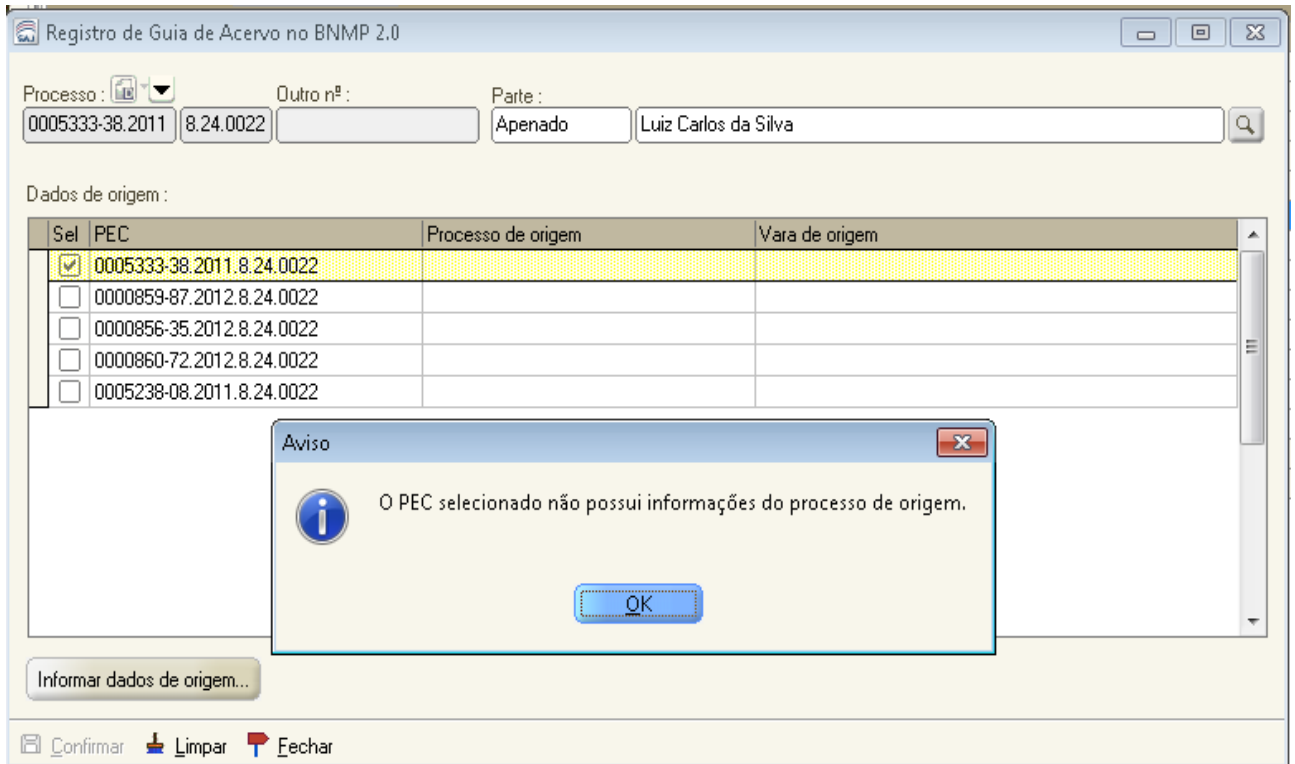 Registro de Guia de Acervo no BNMP 2.0
Processo : Outro nº : Parte :
0005333-38.2011 8.24.0022 Apenado Luiz Carlos da Silva
Dados de origem :
Sel PEC Processo de origem Vara de origem
0005333-38.2011.8.24.0022
0000859-87.2012.8.24.0022
0000856-35.2012.8.24.0022
0000860-72.2012.8.24.0022
0005238-08.2011.8.24.0022
Aviso
O PEC selecionado não possui informações do processo de origem.
OK
Informar dados de origem...
Confirmar Limpar Fechar